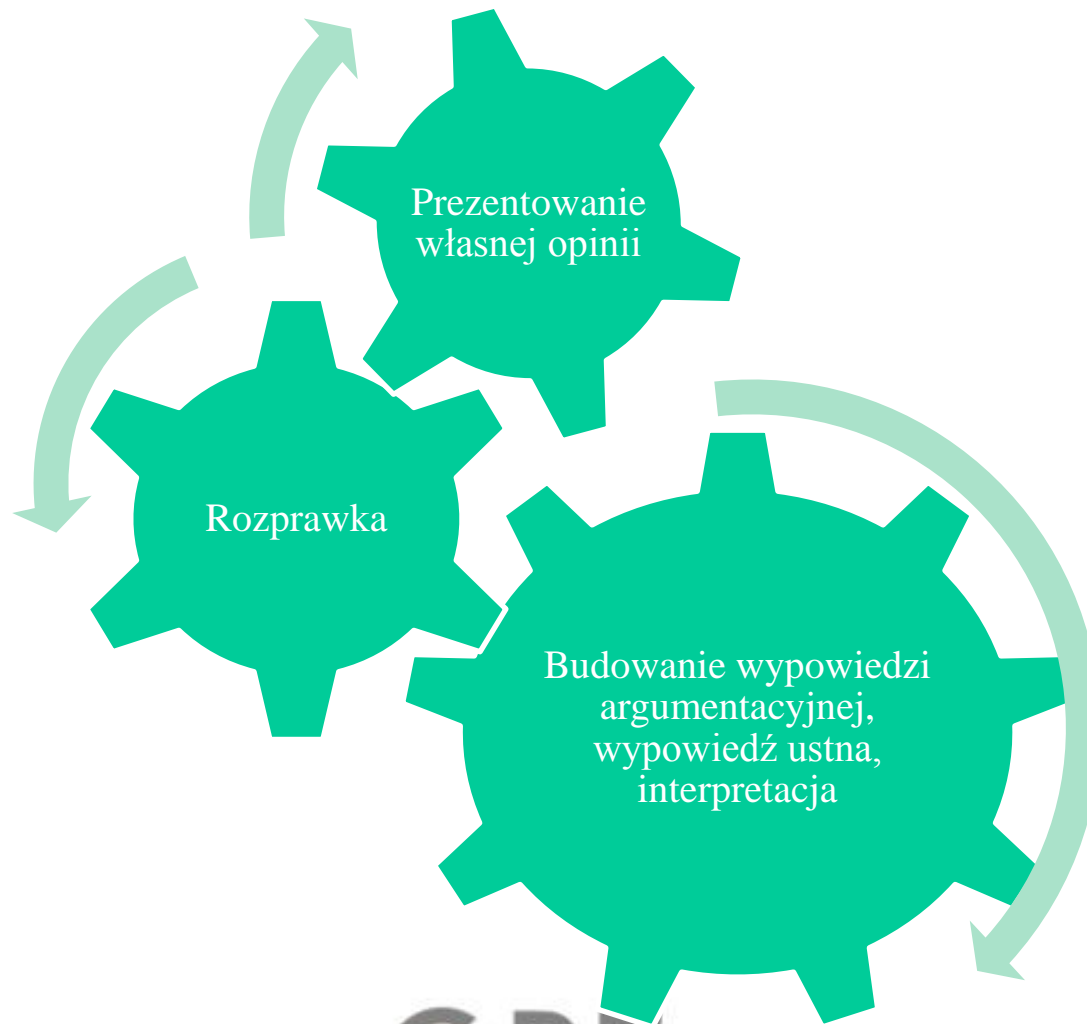 Prezentowanie
własnej opinii
Rozprawka
Budowanie wypowiedzi
argumentacyjnej,
wypowiedź ustna,
interpretacja